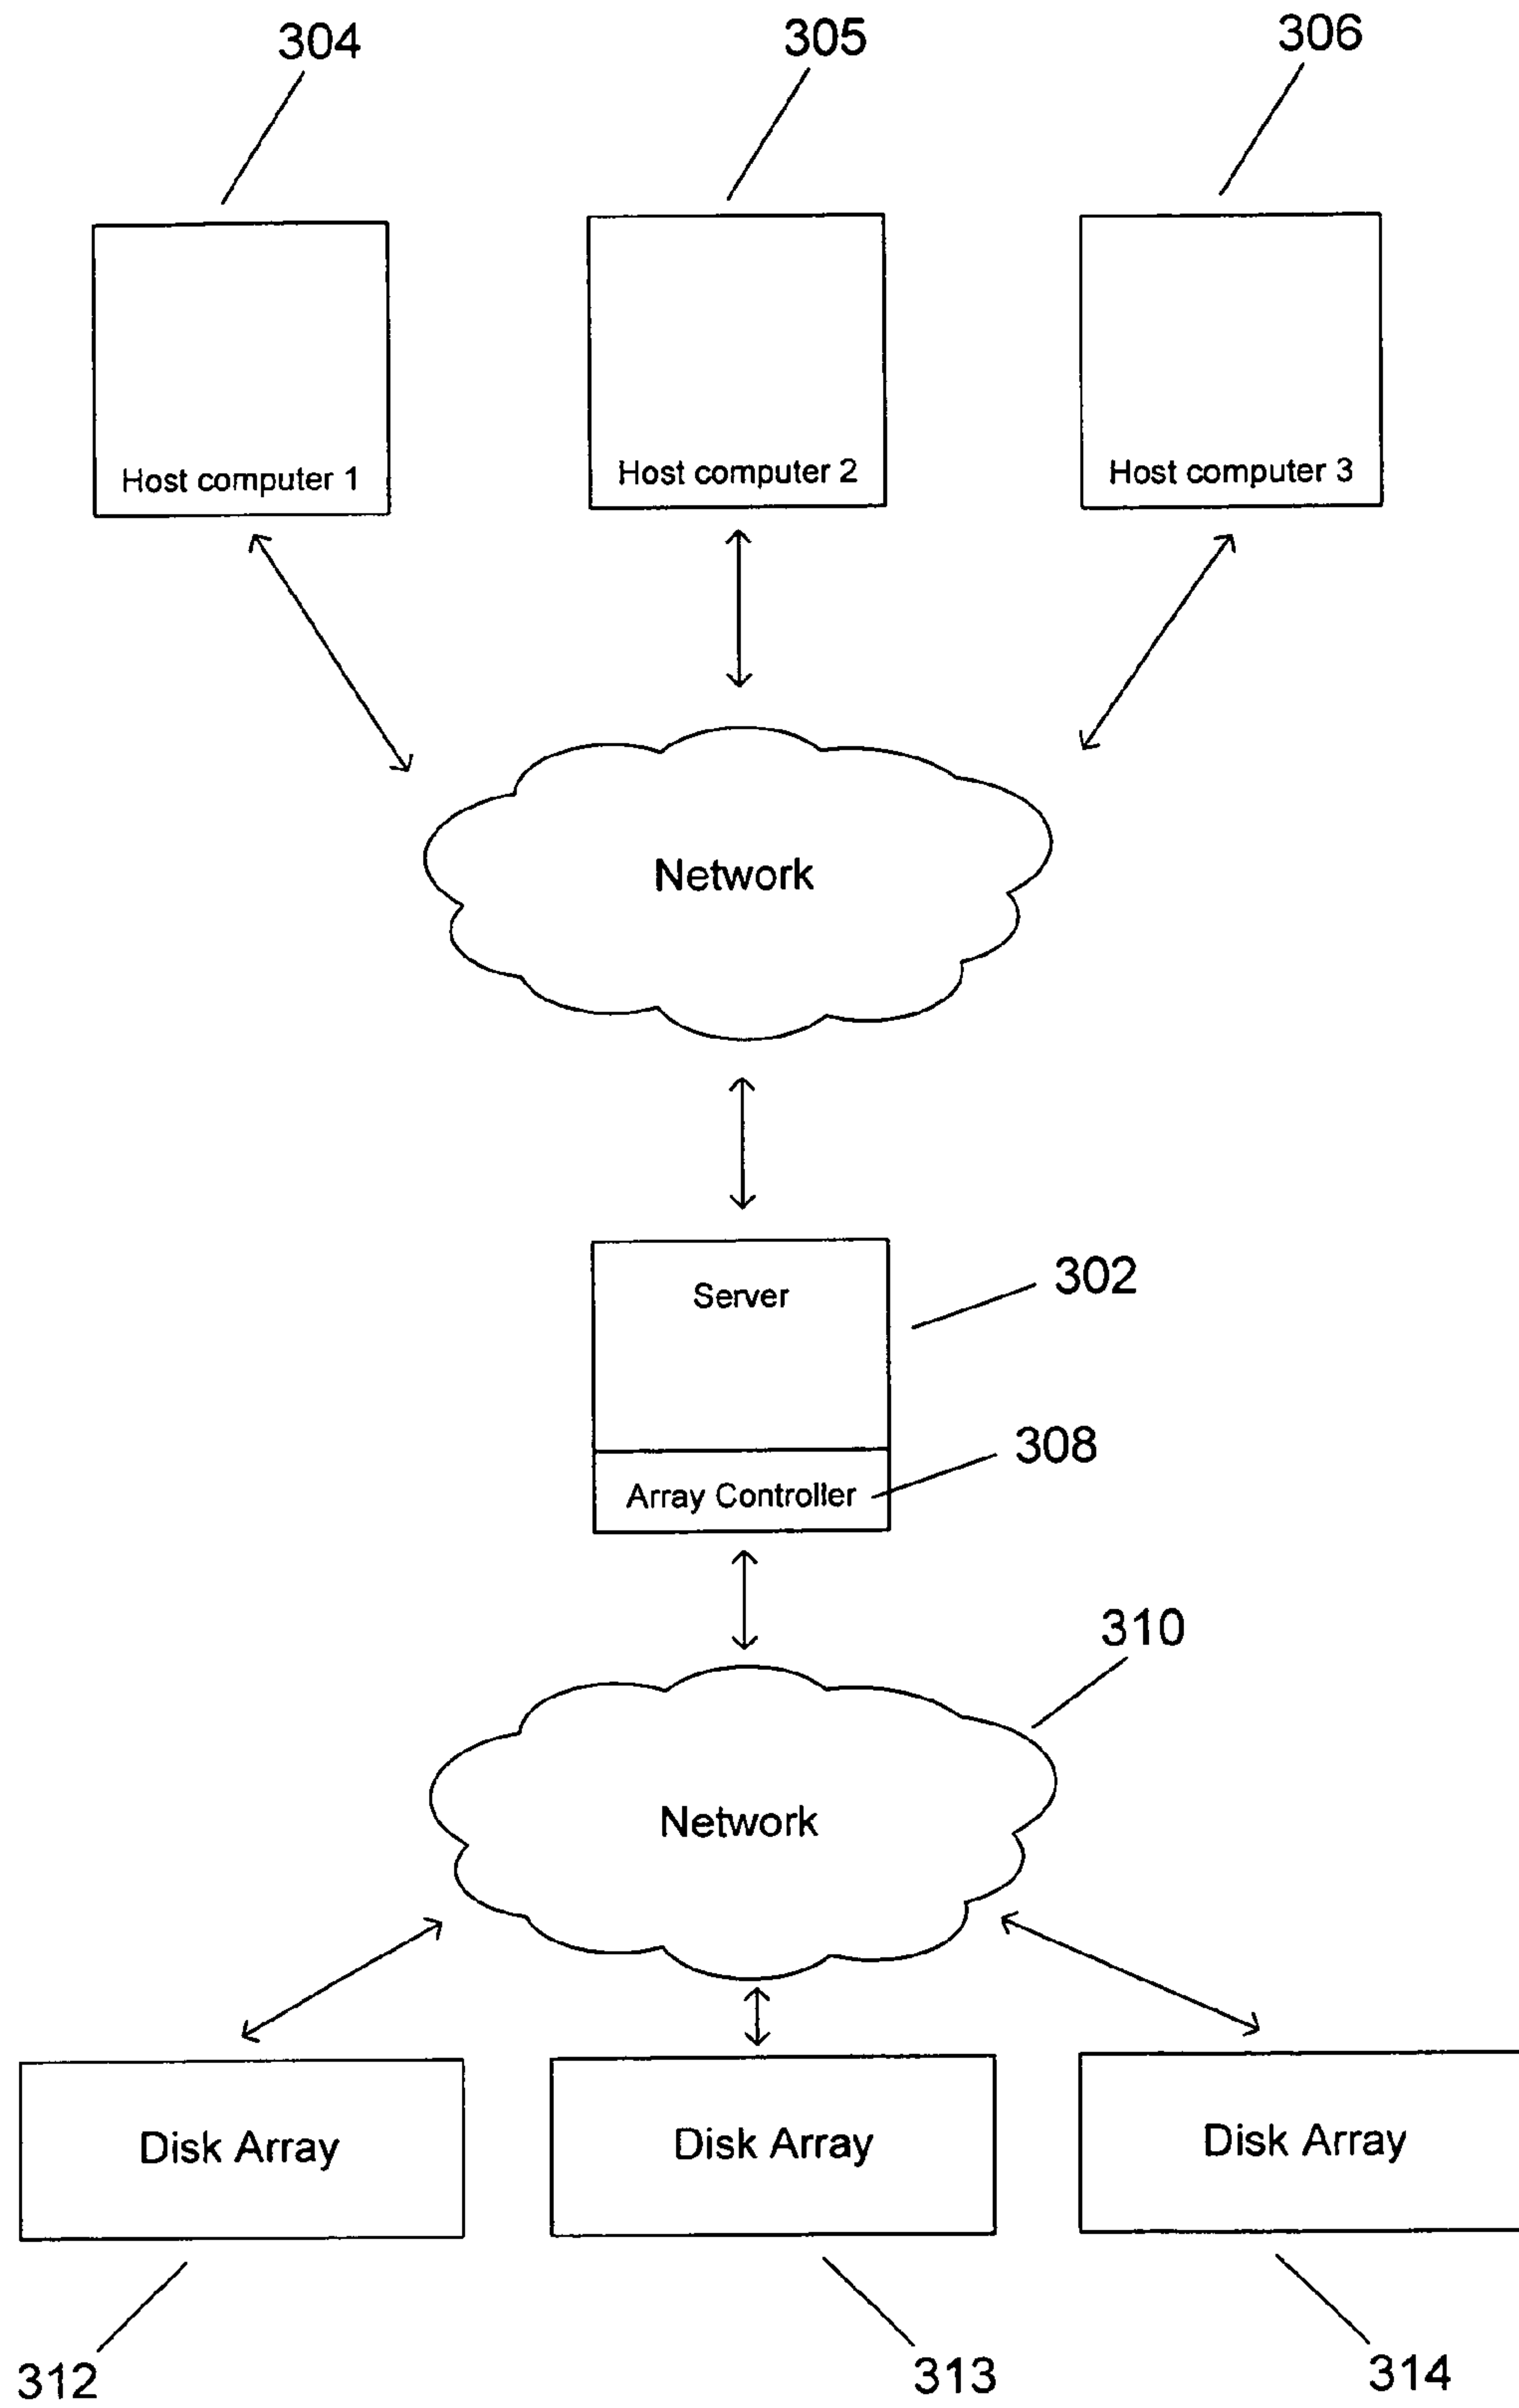 304
305
306
Host computer 1
Host computer 2
Host computer 3
Network
Server
302
308
Array Controller
310
Network
Disk Array
Disk Array
Disk Array
312
313
314